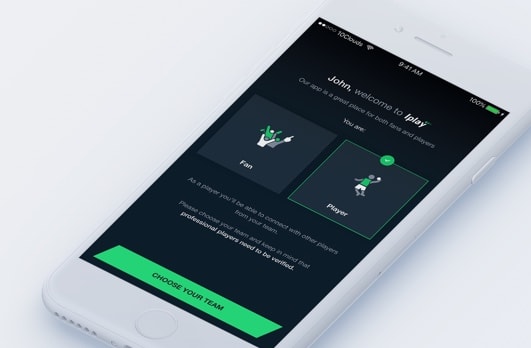 10Clouds
9:41 AM
100%
John, welcome to iplay
Our app is a great place for both fans and players
You are:
Fan
Player
As a player you'll be able to connect with other players
from your team.
Please choose your team and keep in mind that
professional players need to be verified.
CHOOSE YOUR TEAM